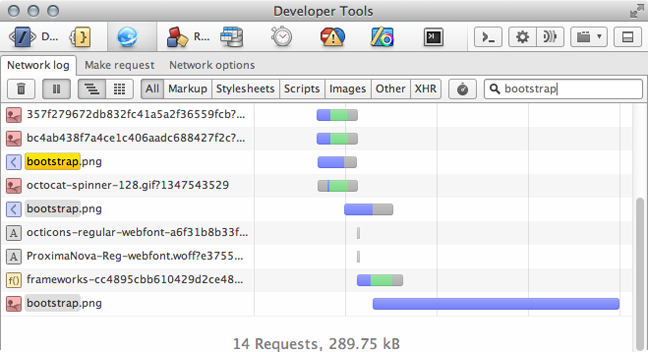 Developer Tools
D... R...
Network log Make request Network options
All Markup Stylesheets Scripts Images Other XHR bootstrap
357f279672db832fc41a5a2f36559fcb?...
bc4ab438f7a4ce1c406aadc688427f2c?...
bootstrap.png
octocat-spinner-128.gif?1347543529
bootstrap.png
A octicons-regular-webfont-a6f31b8b33f...
A ProximaNova-Reg-webfont.woff?e3755...
f() frameworks-cc4895cbb610429d2ce48...
bootstrap.png
14 Requests, 289.75 kB